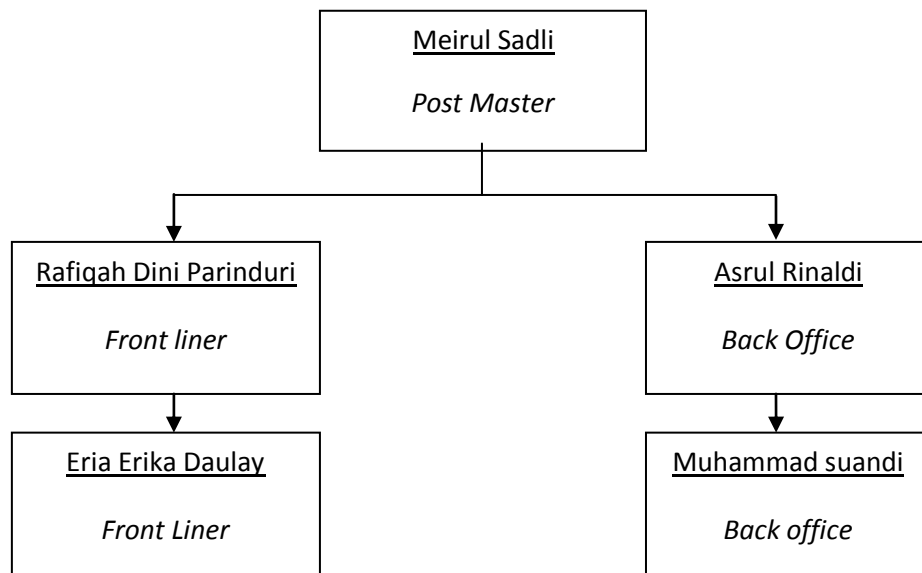 Meirul Sadli
Post Master
Rafiqah Dini Parinduri
Front liner
Asrul Rinaldi
Back Office
Eria Erika Daulay
Front Liner
Muhammad suandi
Back office